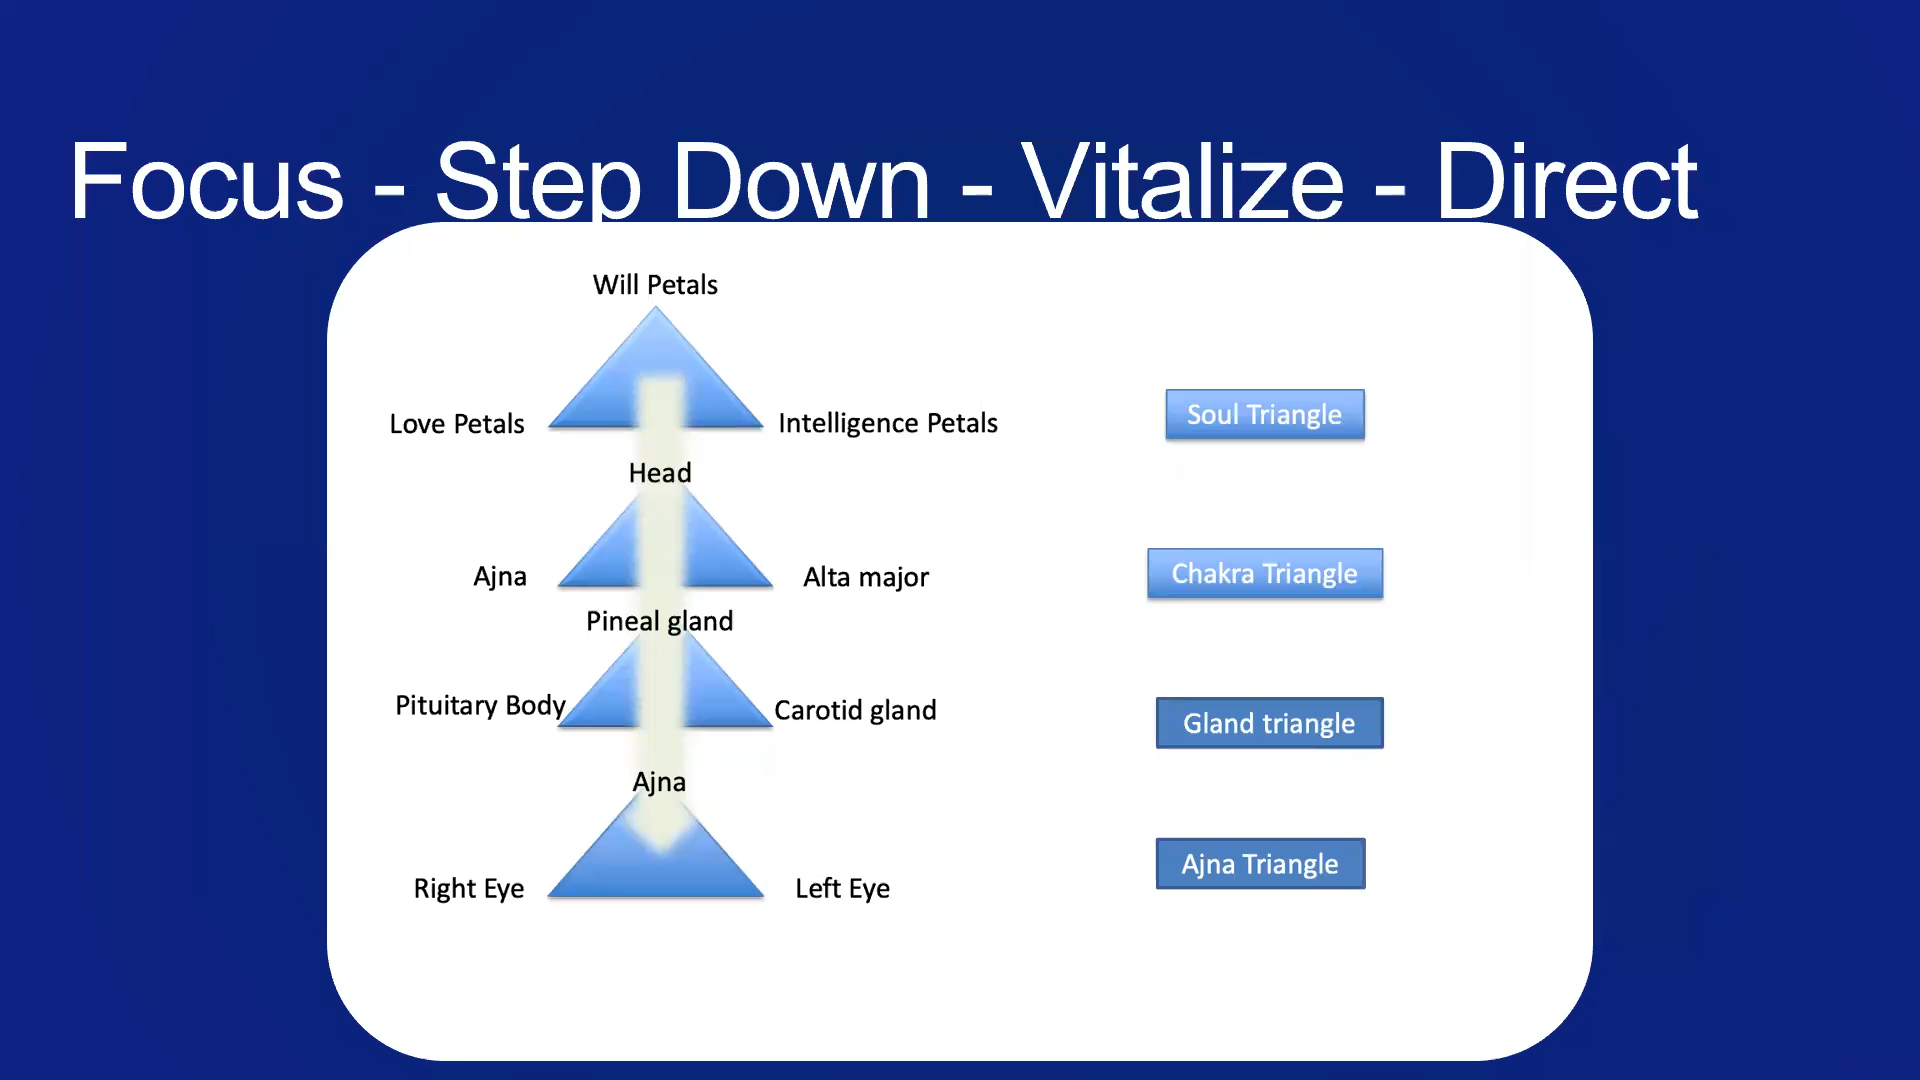 Focus - Step Down - Vitalize - Direct
Will Petals
Love Petals
Intelligence Petals
Soul Triangle
Head
Ajna
Alta major
Chakra Triangle
Pineal gland
Pituitary Body
Carotid gland
Gland triangle
Ajna
Right Eye
Left Eye
Ajna Triangle